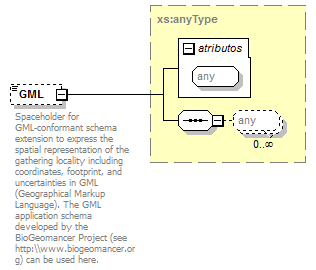 xs:anyType
atributos
any
GML
any
0..∞
Spaceholder for
GML-conformant schema
extension to express the
spatial representation of the
gathering locality including
coordinates, footprint, and
uncertainties in GML
(Geographical Markup
Language). The GML
application schema
developed by the
BioGeomancer Project (see
http:\\www.biogeomancer.or
g) can be used here.